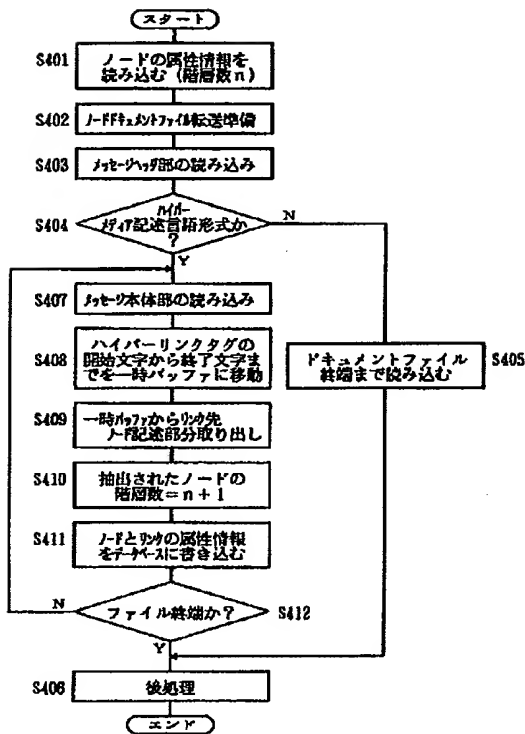 スタート
S401
ノードの属性情報を
読み込む (階層数n)
S402
ノードドキュメントファイル転送準備
S403
メッセージヘッダ部の読み込み
S404
ハイパー
メディア記述言語形式か
?
N
Y
S407
メッセージ本体部の読み込み
S408
ハイパーリンクタグの
開始文字から終了文字ま
でを一時バッファに移動
ドキュメントファイル
終端まで読み込む
S405
S409
一時バッファからリンク先
ノード記述部分取り出し
S410
抽出されたノードの
階層数=n+1
S411
ノードとリンクの属性情報
をデータベースに書き込む
N
ファイル終端か?
S412
Y
S406
後処理
エンド